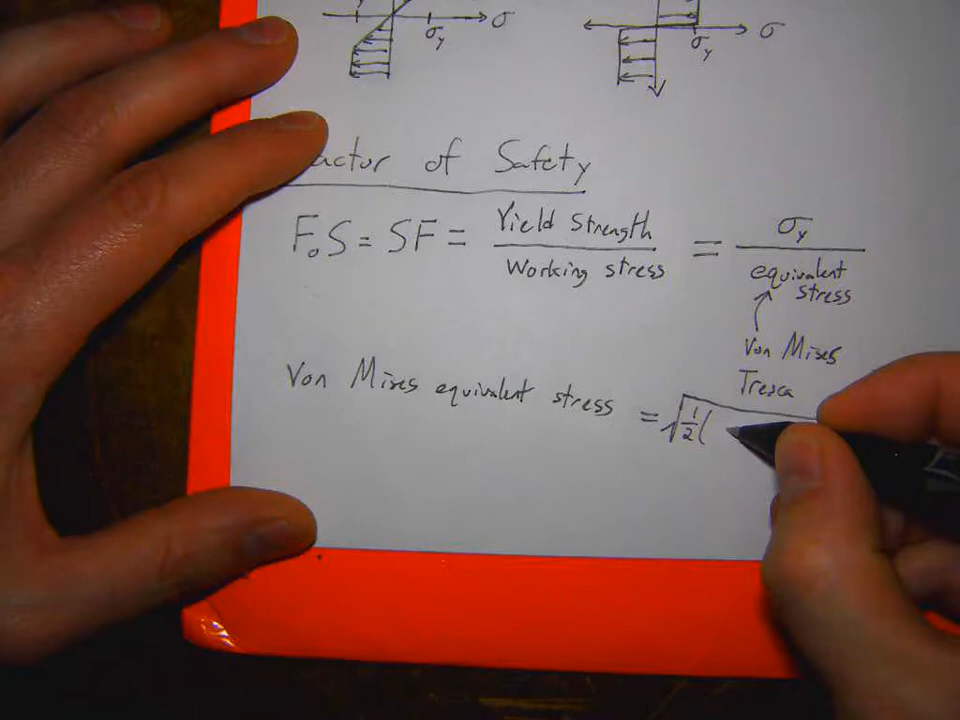 σy σ σy σ
actor of Safety
FoS = SF = Yield Strength / Working stress = σy / equivalent stress
Von Mises
Tresca
Von Mises equivalent stress = √1/2(